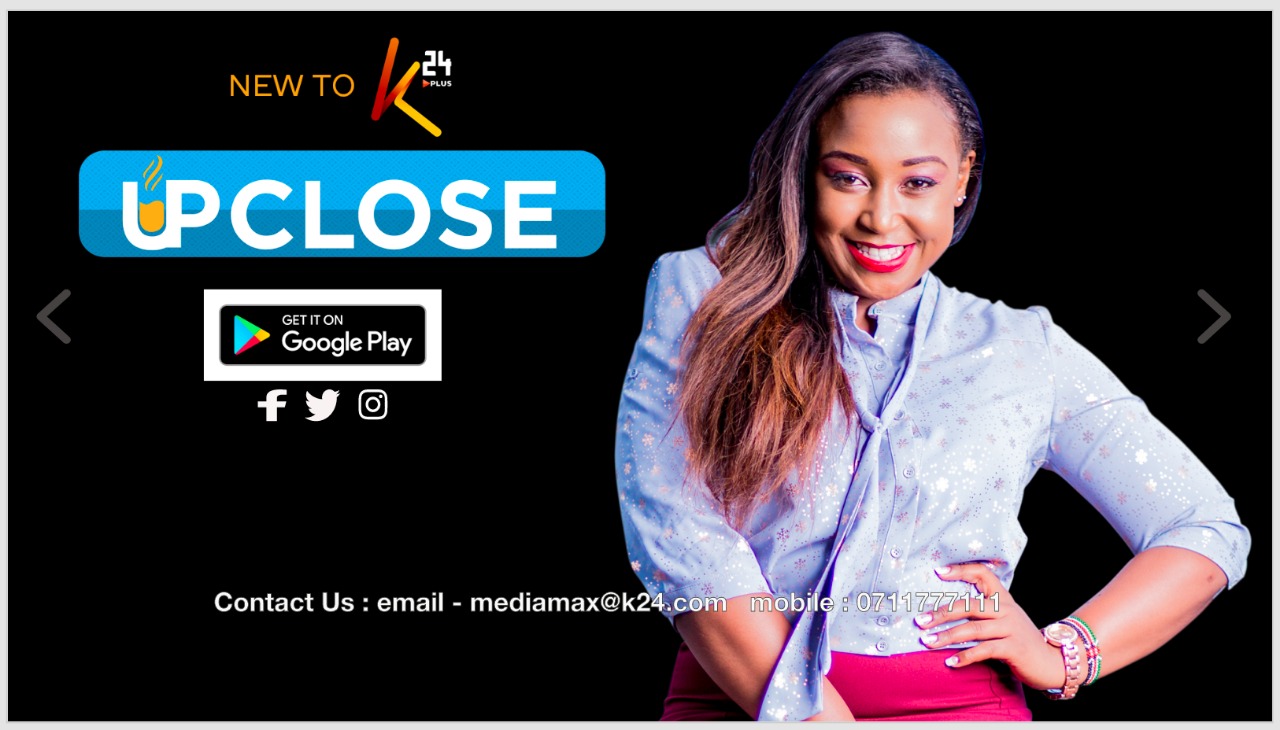 NEW TO K 24
PLUS
UPCLOSE
GET IT ON
Google Play
Contact Us : email - mediamax@k24.com mobile : 0711777111